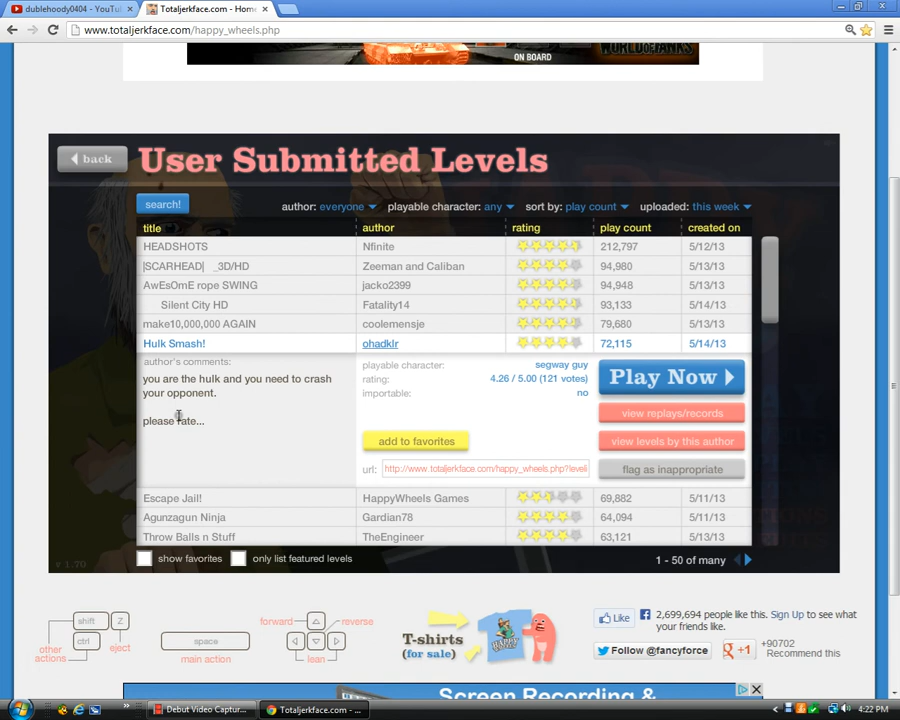 dublehoody0404 - YouTu
Totaljerkface.com - Hom
www.totaljerkface.com/happy_wheels.php
ON BOARD
WORLD OF TANKS
back
User Submitted Levels
search!
author: everyone
playable character: any
sort by: play count
uploaded: this week
title author rating play count created on
HEADSHOTS Nfinite 212,797 5/12/13
|SCARHEAD| _3D/HD Zeeman and Caliban 94,980 5/13/13
AwEsOmE rope SWING jacko2399 94,948 5/13/13
Silent City HD Fatality14 93,133 5/14/13
make10,000,000 AGAIN coolemensje 79,680 5/13/13
Hulk Smash! ohadklr 72,115 5/14/13
author's comments:
you are the hulk and you need to crash
your opponent.
please rate...
playable character: segway guy
rating: 4.26 / 5.00 (121 votes)
importable: no
add to favorites
url: http://www.totaljerkface.com/happy_wheels.php?leveli
Play Now
view replays/records
view levels by this author
flag as inappropriate
Escape Jail! HappyWheels Games 69,882 5/11/13
Agunzagun Ninja Gardian78 64,094 5/11/13
Throw Balls n Stuff TheEngineer 63,121 5/13/13
show favorites
only list featured levels
1 - 50 of many
v 1.70
shift Z
ctrl
other
actions
eject
space
main action
forward
reverse
lean
T-shirts
(for sale)
Like
2,699,694 people like this. Sign Up to see what
your friends like.
Follow @fancyforce
+1
+90702
Recommend this
Screen Recording &
Debut Video Captur...
Totaljerkface.com - ...
4:22 PM